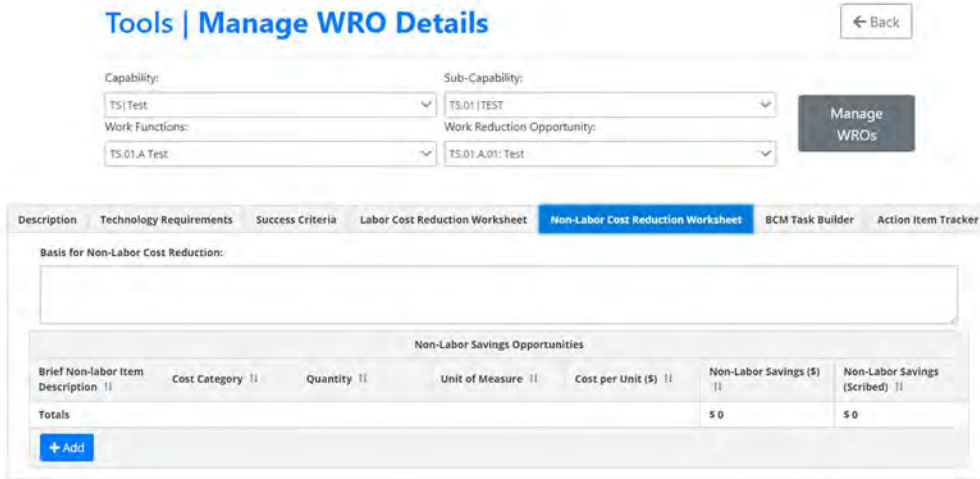 Tools | Manage WRO Details
← Back
Capability:
Sub-Capability:
TS|Test
TS.01|TEST
Manage
WROs
Work Functions:
Work Reduction Opportunity:
TS.01.A Test
TS.01.A.01: Test
Description Technology Requirements Success Criteria Labor Cost Reduction Worksheet Non-Labor Cost Reduction Worksheet BCM Task Builder Action Item Tracker
Basis for Non-Labor Cost Reduction:
Non-Labor Savings Opportunities
Brief Non-labor Item
Description
Cost Category
Quantity
Unit of Measure
Cost per Unit ($)
Non-Labor Savings ($)
Non-Labor Savings
(Scribed)
Totals
$ 0
$ 0
+ Add